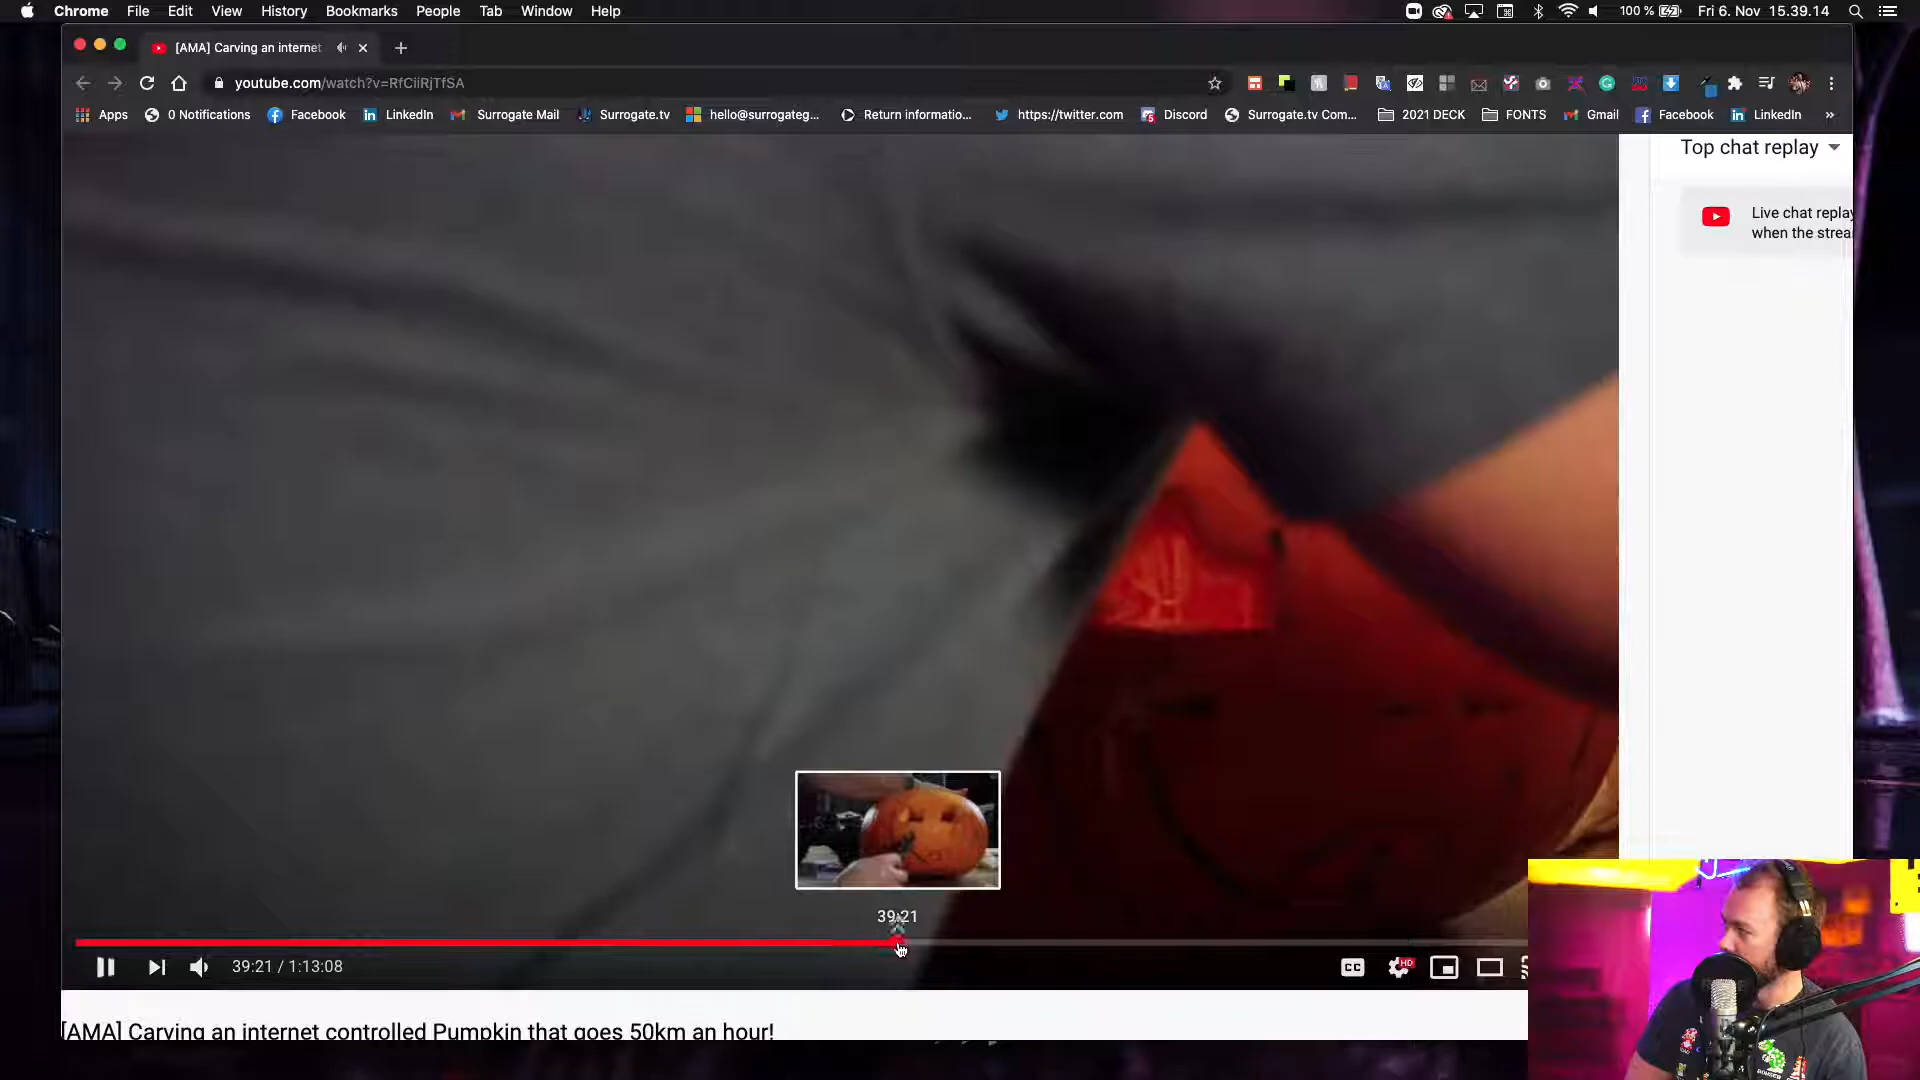 Chrome File Edit View History Bookmarks People Tab Window Help
100 % Fri 6. Nov 15.39.14
[AMA] Carving an internet
youtube.com/watch?v=RfCiiRjTfSA
Apps 0 Notifications Facebook LinkedIn Surrogate Mail Surrogate.tv hello@surrogateg... Return informatio... https://twitter.com Discord Surrogate.tv Com... 2021 DECK FONTS Gmail Facebook LinkedIn »
Top chat replay
Live chat replay
when the strea
39:21
39:21 / 1:13:08
CC HD
[AMA] Carving an internet controlled Pumpkin that goes 50km an hour!